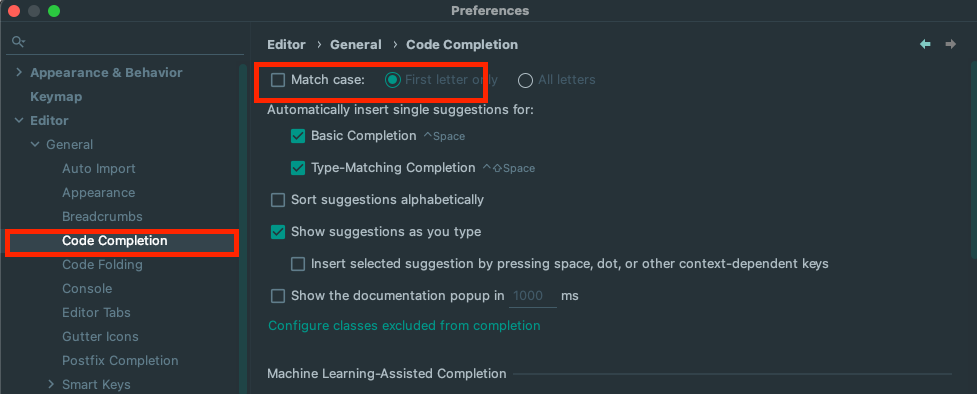 Preferences
Appearance & Behavior
Keymap
Editor
General
Auto Import
Appearance
Breadcrumbs
Code Completion
Code Folding
Console
Editor Tabs
Gutter Icons
Postfix Completion
Smart Keys
Editor › General › Code Completion
Match case: First letter only All letters
Automatically insert single suggestions for:
Basic Completion ^Space
Type-Matching Completion ^⇧Space
Sort suggestions alphabetically
Show suggestions as you type
Insert selected suggestion by pressing space, dot, or other context-dependent keys
Show the documentation popup in 1000 ms
Configure classes excluded from completion
Machine Learning-Assisted Completion